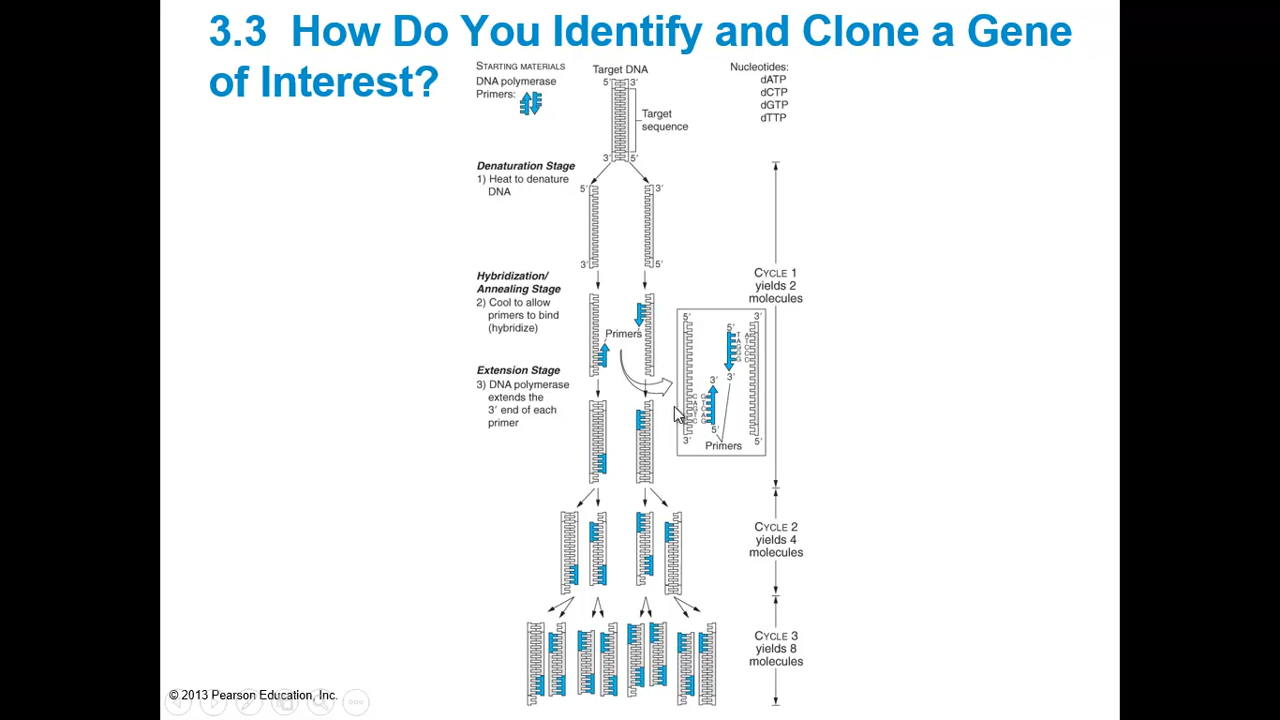 3.3 How Do You Identify and Clone a Gene
of Interest?
STARTING MATERIALS
DNA polymerase
Primers:
Target DNA
5′ 3′
Target
sequence
3′ 5′
Nucleotides:
dATP
dCTP
dGTP
dTTP
Denaturation Stage
1) Heat to denature
DNA
5′ 3′
3′ 5′
Hybridization/
Annealing Stage
2) Cool to allow
primers to bind
(hybridize)
Primers
Extension Stage
3) DNA polymerase
extends the
3′ end of each
primer
5′ 3′
5′
T A
A T
G C
G C
G C
3′ 3′
C G
A T
G C
T A
C G
5′
3′ 5′
Primers
CYCLE 1
yields 2
molecules
CYCLE 2
yields 4
molecules
CYCLE 3
yields 8
molecules
© 2013 Pearson Education, Inc.